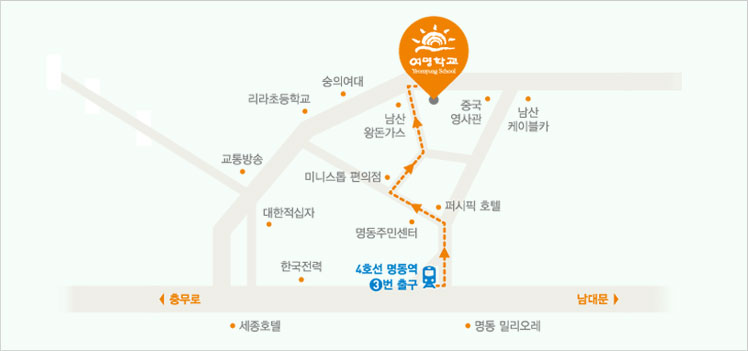 여명학교
Yeomyung School
숭의여대
리라초등학교
남산
왕돈가스
중국
영사관
남산
케이블카
교통방송
미니스톱 편의점
퍼시픽 호텔
대한적십자
명동주민센터
한국전력
4호선 명동역
3번 출구
충무로
남대문
세종호텔
명동 밀리오레